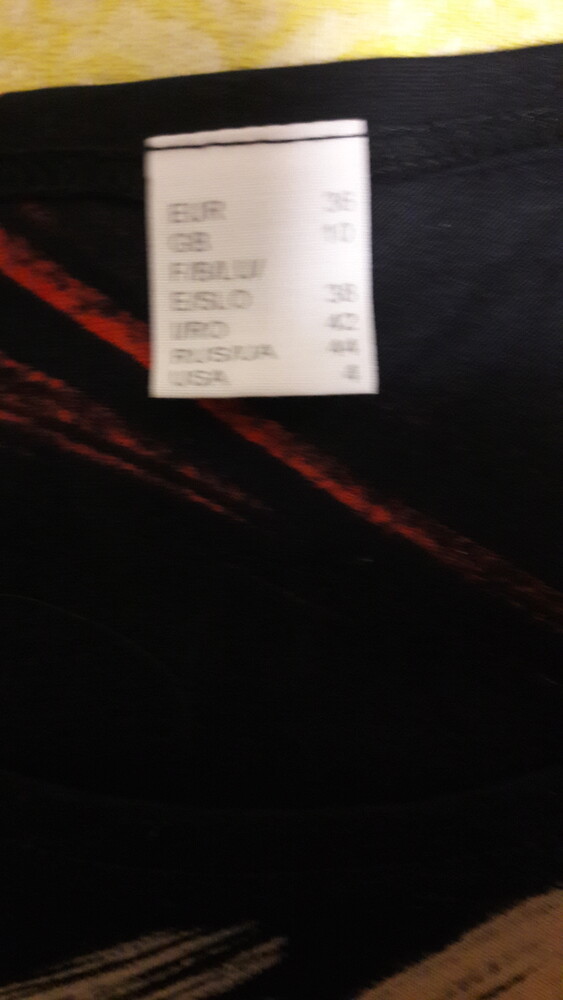 EUR 36
GB 10
F/B/LU/
E/SLO 38
I/RO 42
RUS/UA 44
USA 4